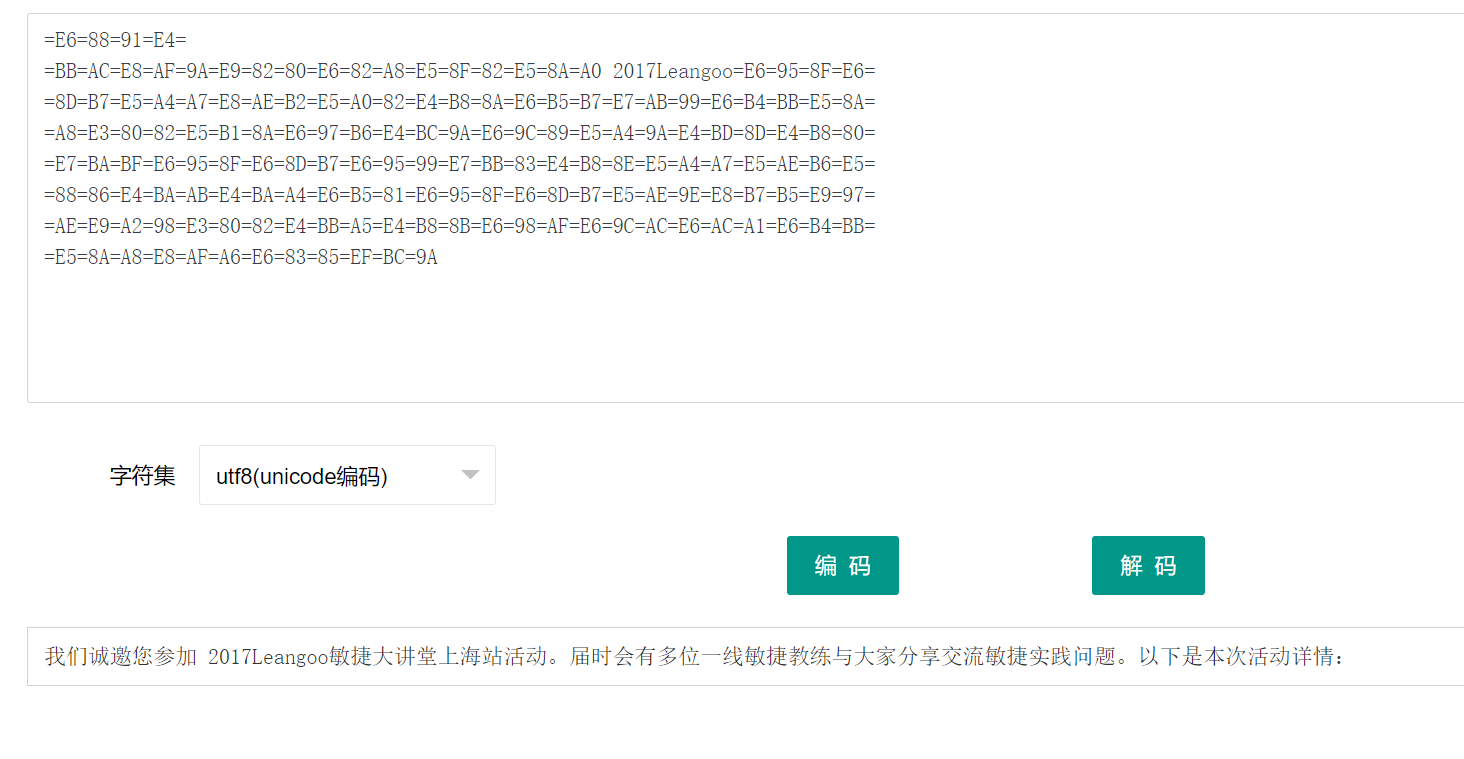 =E6=88=91=E4=
=BB=AC=E8=AF=9A=E9=82=80=E6=82=A8=E5=8F=82=E5=8A=A0 2017Leangoo=E6=95=8F=E6=
=8D=B7=E5=A4=A7=E8=AE=B2=E5=A0=82=E4=B8=8A=E6=B5=B7=E7=AB=99=E6=B4=BB=E5=8A=
=A8=E3=80=82=E5=B1=8A=E6=97=B6=E4=BC=9A=E6=9C=89=E5=A4=9A=E4=BD=8D=E4=B8=80=
=E7=BA=BF=E6=95=8F=E6=8D=B7=E6=95=99=E7=BB=83=E4=B8=8E=E5=A4=A7=E5=AE=B6=E5=
=88=86=E4=BA=AB=E4=BA=A4=E6=B5=81=E6=95=8F=E6=8D=B7=E5=AE=9E=E8=B7=B5=E9=97=
=AE=E9=A2=98=E3=80=82=E4=BB=A5=E4=B8=8B=E6=98=AF=E6=9C=AC=E6=AC=A1=E6=B4=BB=
=E5=8A=A8=E8=AF=A6=E6=83=85=EF=BC=9A
字符集 utf8(unicode编码)
编 码 解 码
我们诚邀您参加 2017Leangoo敏捷大讲堂上海站活动。届时会有多位一线敏捷教练与大家分享交流敏捷实践问题。以下是本次活动详情：